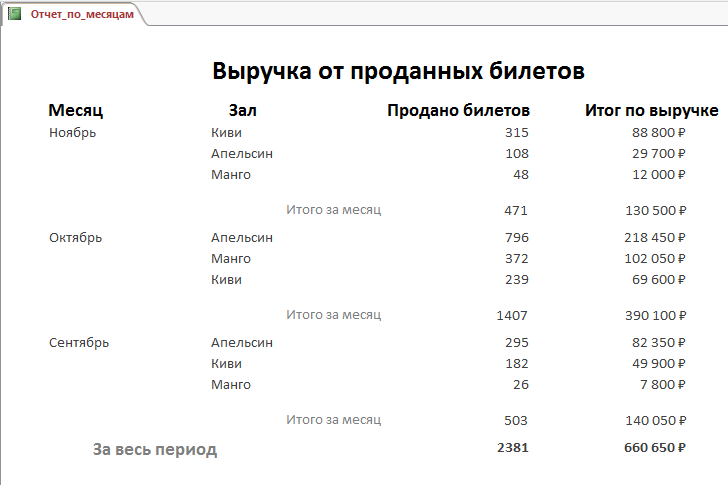 Отчет_по_месяцам
Выручка от проданных билетов
Месяц Зал Продано билетов Итог по выручке
Ноябрь Киви 315 88 800 ₽
Апельсин 108 29 700 ₽
Манго 48 12 000 ₽
Итого за месяц 471 130 500 ₽
Октябрь Апельсин 796 218 450 ₽
Манго 372 102 050 ₽
Киви 239 69 600 ₽
Итого за месяц 1407 390 100 ₽
Сентябрь Апельсин 295 82 350 ₽
Киви 182 49 900 ₽
Манго 26 7 800 ₽
Итого за месяц 503 140 050 ₽
За весь период 2381 660 650 ₽